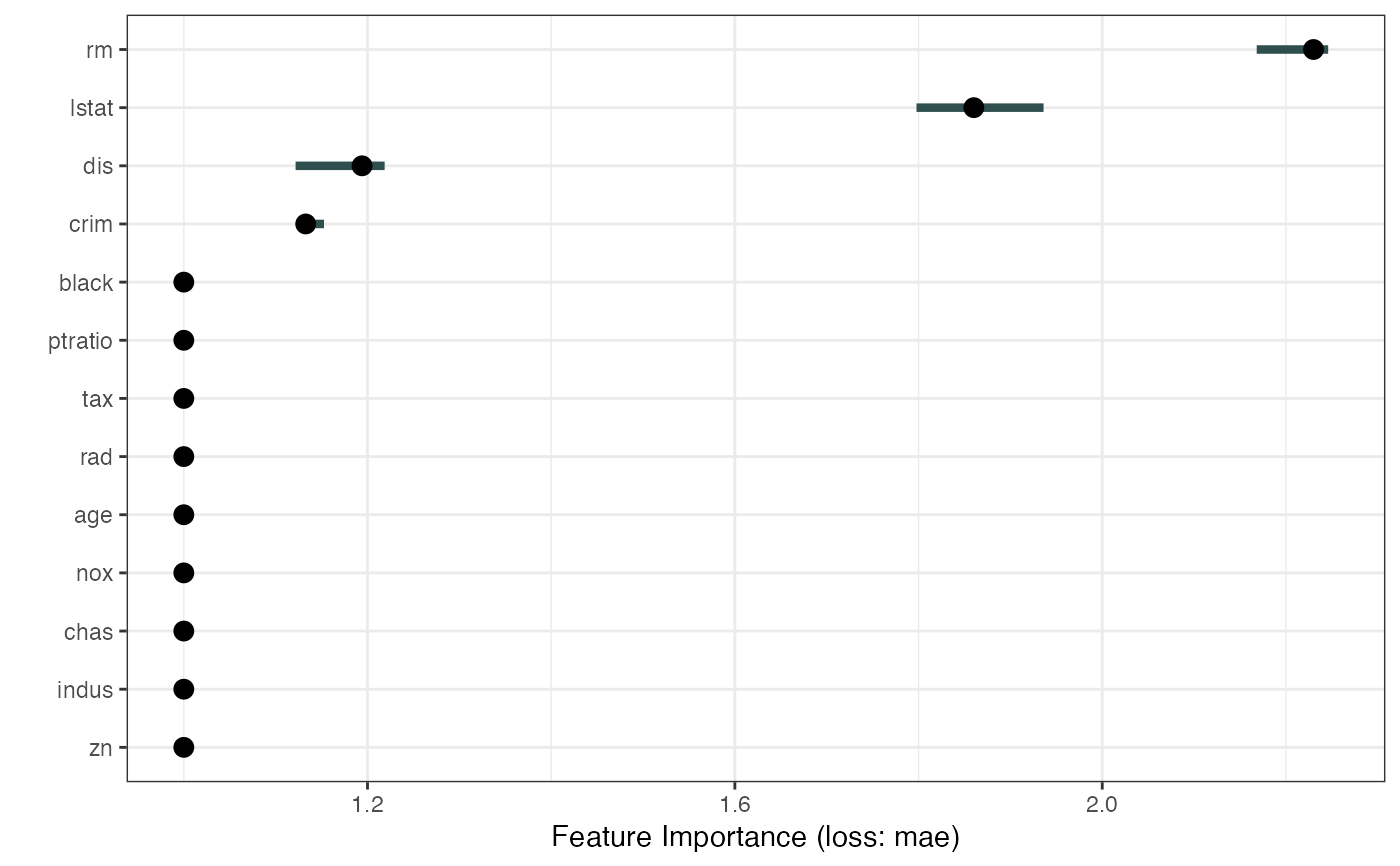 rm
lstat
dis
crim
black
ptratio
tax
rad
age
nox
chas
indus
zn
1.2 1.6 2.0
Feature Importance (loss: mae)